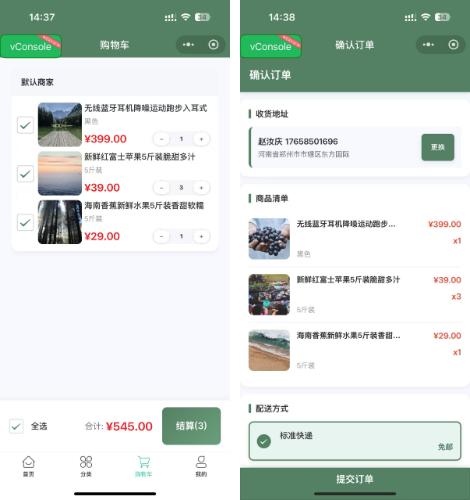 14:37
vConsole
购物车
默认商家
无线蓝牙耳机降噪运动跑步入耳式
黑色
¥399.00
- 1 +
新鲜红富士苹果5斤装脆甜多汁
5斤装
¥39.00
- 3 +
海南香蕉新鲜水果5斤装香甜软糯
5斤装
¥29.00
- 1 +
全选
合计: ¥545.00
结算(3)
首页
分类
购物车
我的
14:38
vConsole
确认订单
确认订单
收货地址
赵汝庆 17658501696
河南省郑州市市辖区东方国际
更换
商品清单
无线蓝牙耳机降噪运动跑步...
¥399.00
x1
黑色
新鲜红富士苹果5斤装脆甜多汁
¥39.00
x3
5斤装
海南香蕉新鲜水果5斤装香甜...
¥29.00
x1
5斤装
配送方式
标准快递
免邮
提交订单